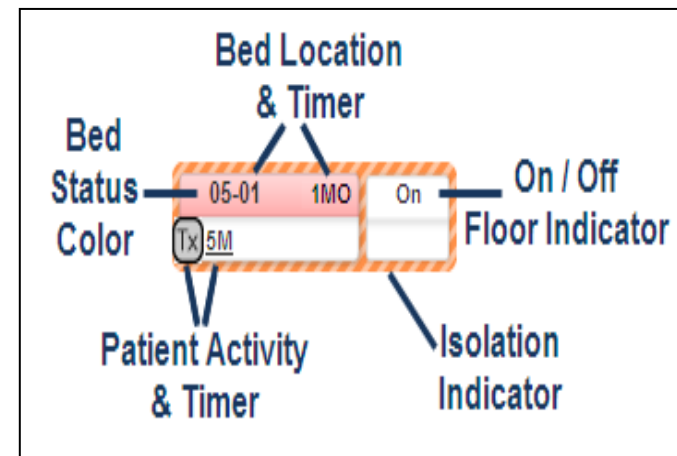 Bed Location
& Timer
Bed
Status
Color
05-01 1MO On
Tx 5M
On / Off
Floor Indicator
Patient Activity
& Timer
Isolation
Indicator